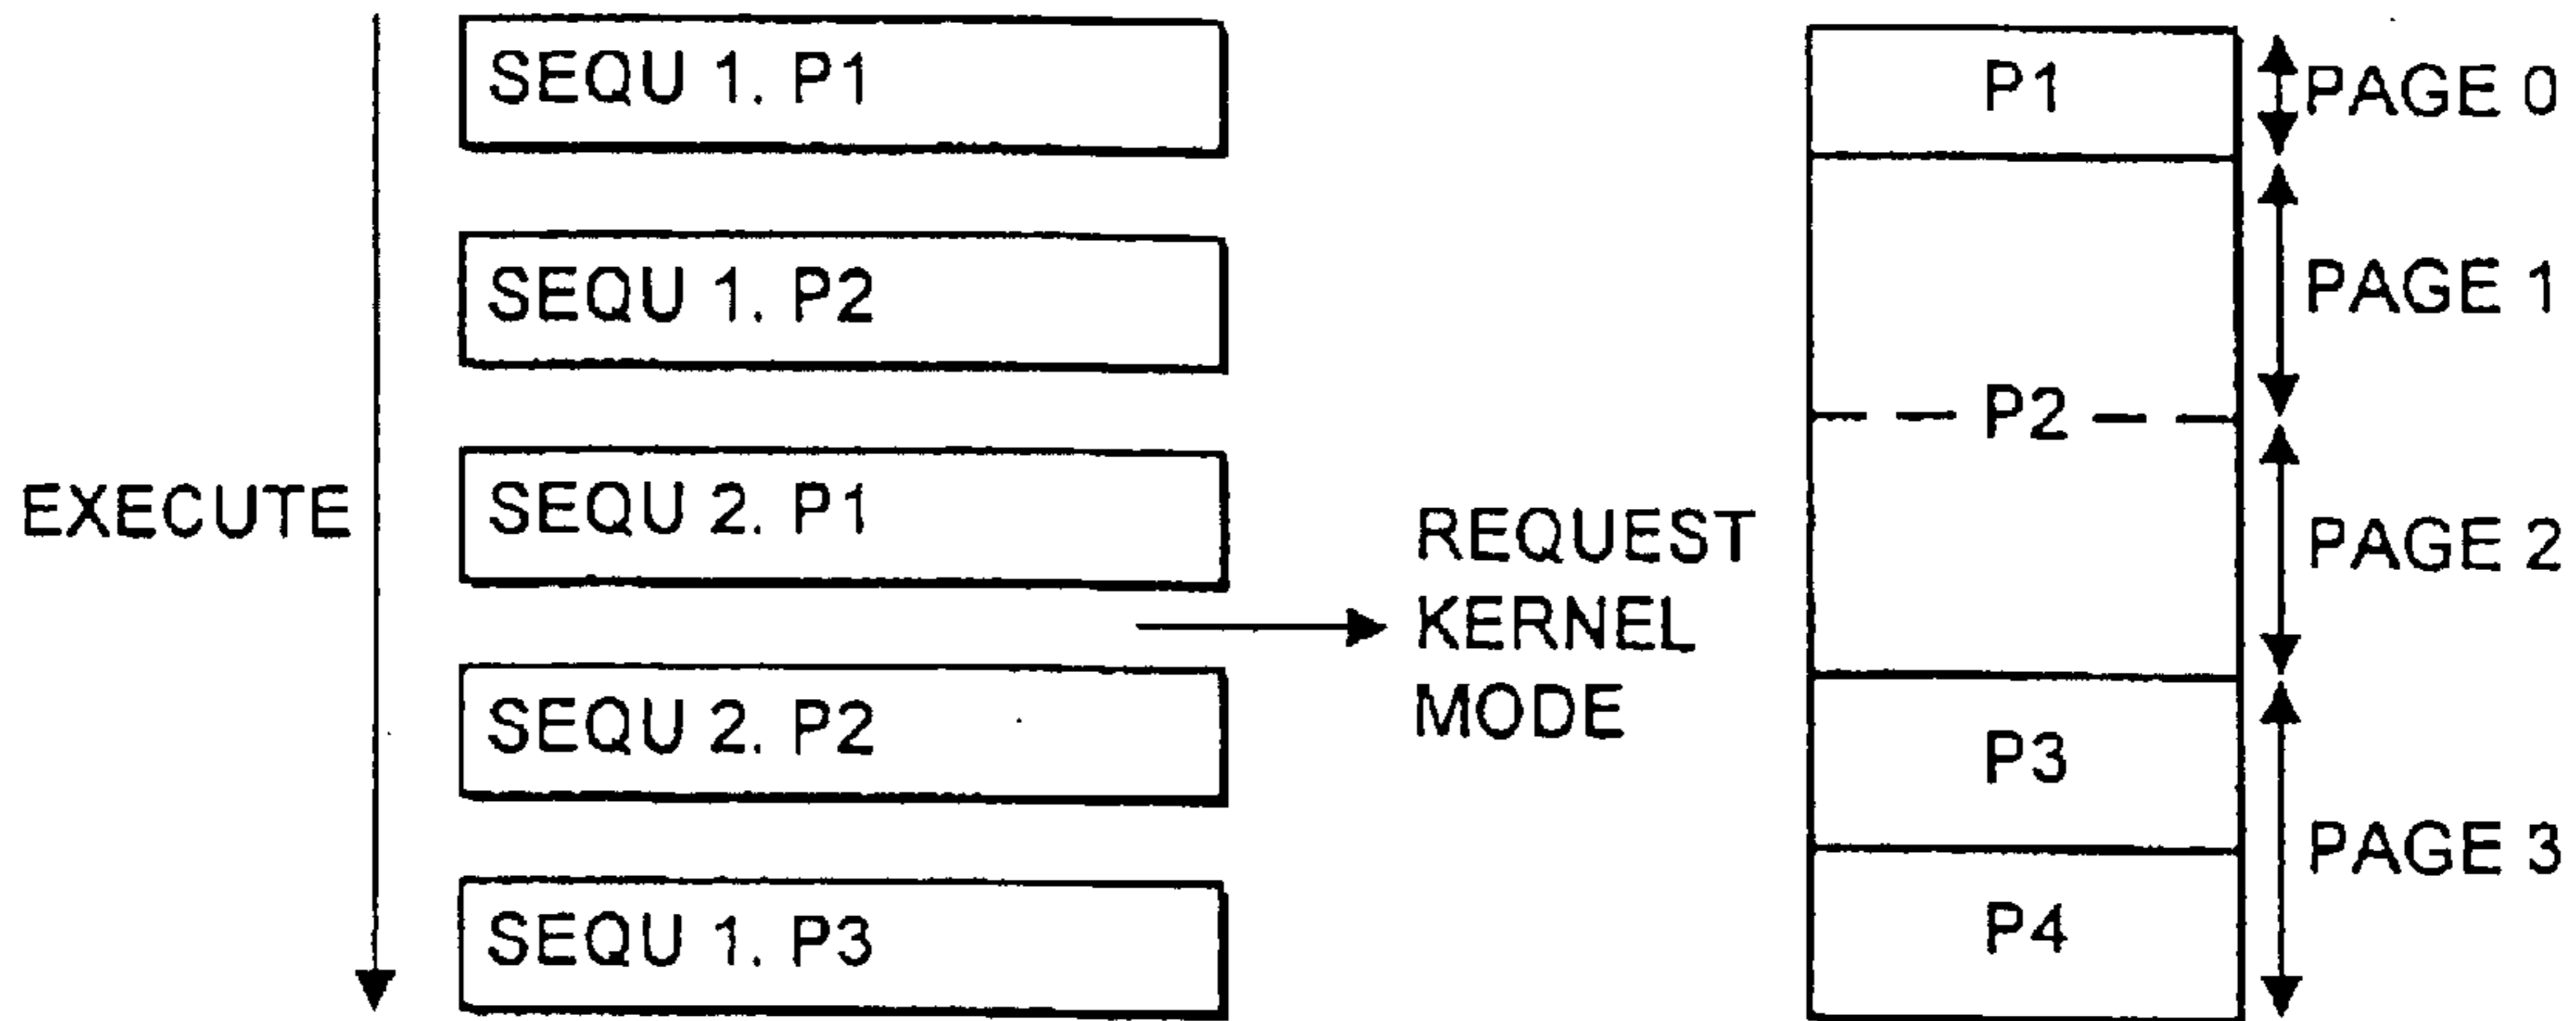 EXECUTE
SEQU 1. P1
SEQU 1. P2
SEQU 2. P1
SEQU 2. P2
SEQU 1. P3
REQUEST
KERNEL
MODE
P1
P2
P3
P4
PAGE 0
PAGE 1
PAGE 2
PAGE 3